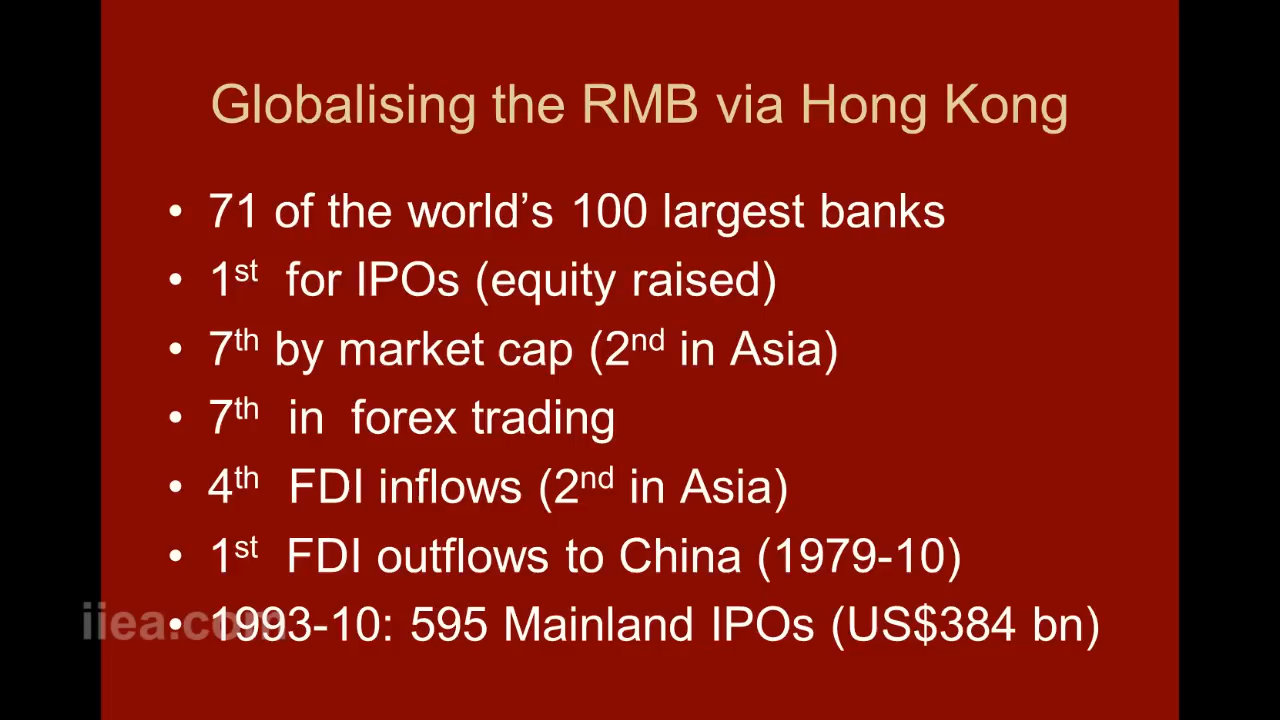 Globalising the RMB via Hong Kong
• 71 of the world’s 100 largest banks
• 1st for IPOs (equity raised)
• 7th by market cap (2nd in Asia)
• 7th in forex trading
• 4th FDI inflows (2nd in Asia)
• 1st FDI outflows to China (1979-10)
• 1993-10: 595 Mainland IPOs (US$384 bn)
iiea.com